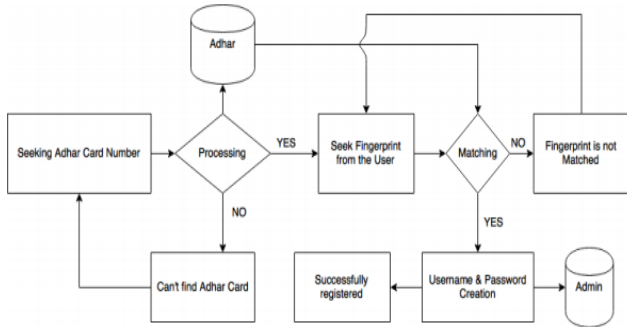 Adhar
Seeking Adhar Card Number
Processing
YES
Seek Fingerprint
from the User
Matching
NO
Fingerprint is not
Matched
NO
YES
Can't find Adhar Card
Successfully
registered
Username & Password
Creation
Admin